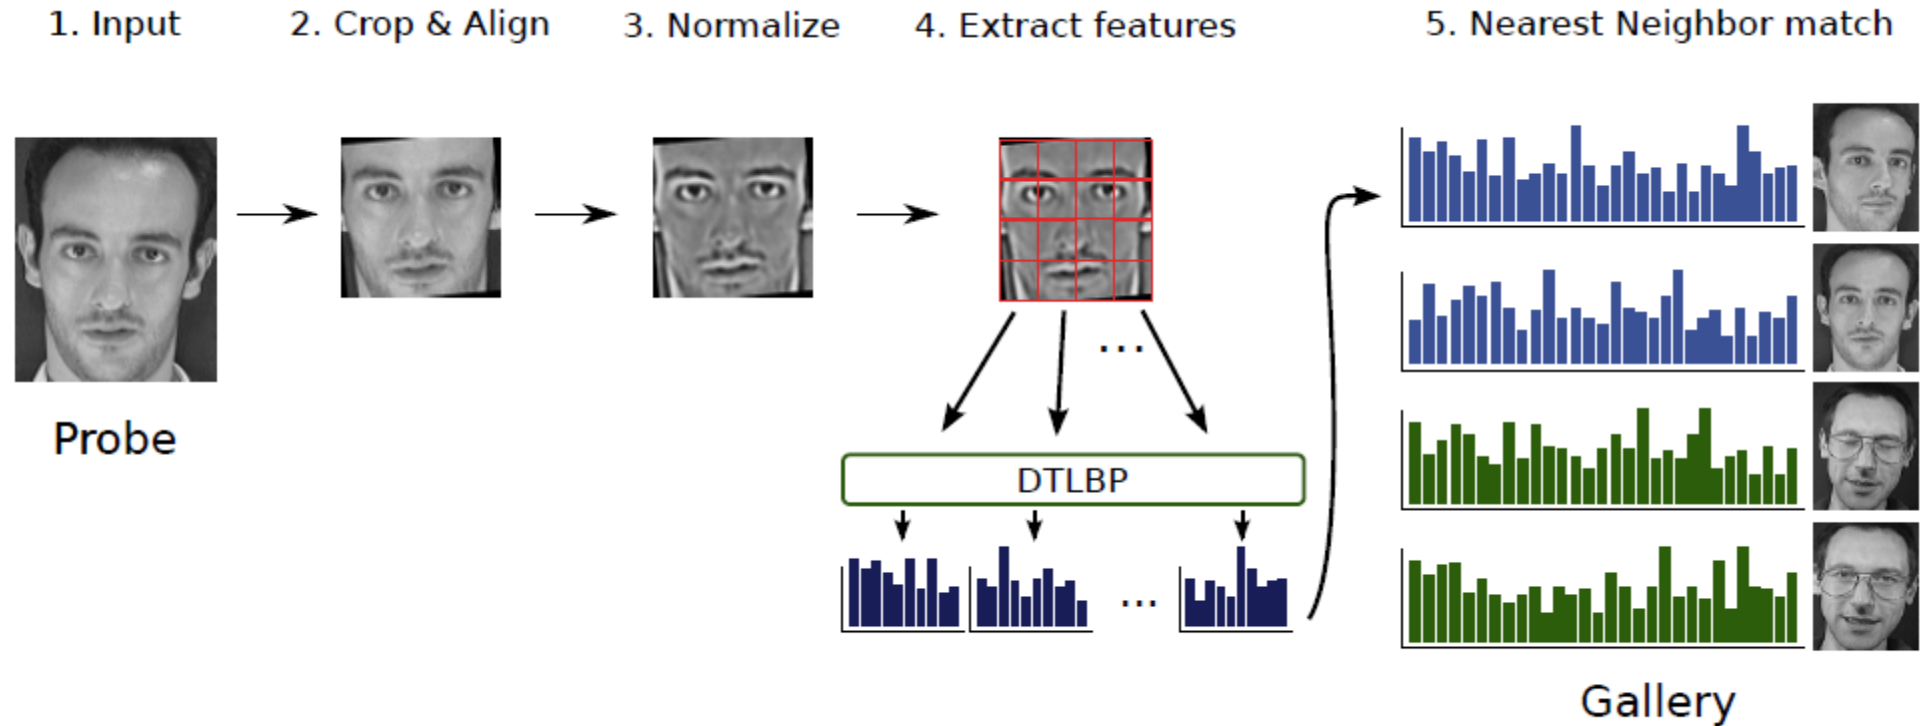 1. Input
2. Crop & Align
3. Normalize
4. Extract features
5. Nearest Neighbor match
Probe
...
DTLBP
...
Gallery